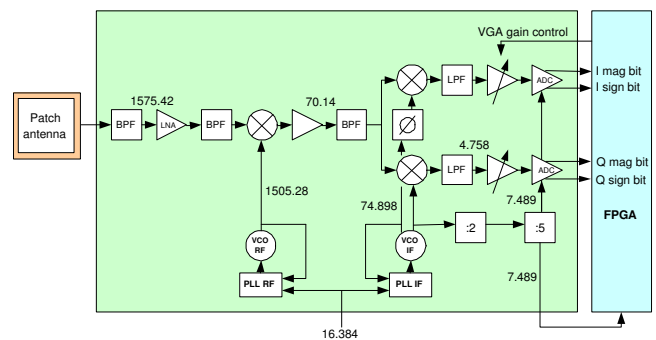 VGA gain control
Patch
antenna
BPF
1575.42
LNA
BPF
70.14
BPF
LPF
ADC
I mag bit
I sign bit
Ø
4.758
LPF
ADC
Q mag bit
Q sign bit
1505.28
74.898
7.489
FPGA
VCO
RF
VCO
IF
:2
:5
PLL RF
PLL IF
7.489
16.384